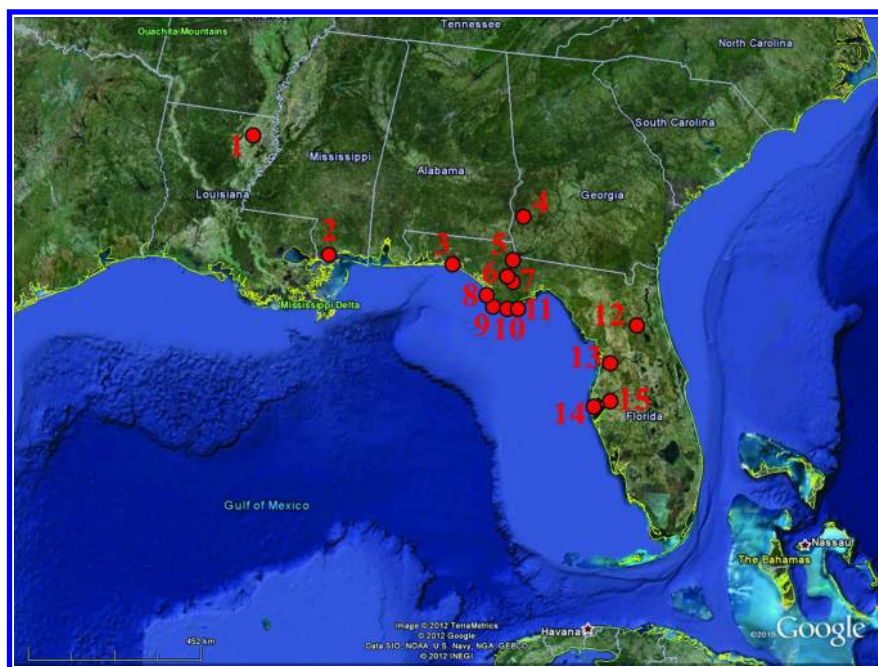 Arkansas
Tennessee
Ouachita-Mountains
North Carolina
1
South Carolina
Mississippi
Alabama
Louisiana
Georgia
4
2
3
5
6
7
8
Mississippi Delta
9
10
11
12
13
14
15
Florida
Gulf of Mexico
Nassau
The Bahamas
Image © 2012 TerraMetrics
© 2012 Google
Data SIO, NOAA, U.S. Navy, NGA, GEBCO
© 2012 INEGI
452 km
Havana
©2010 Google